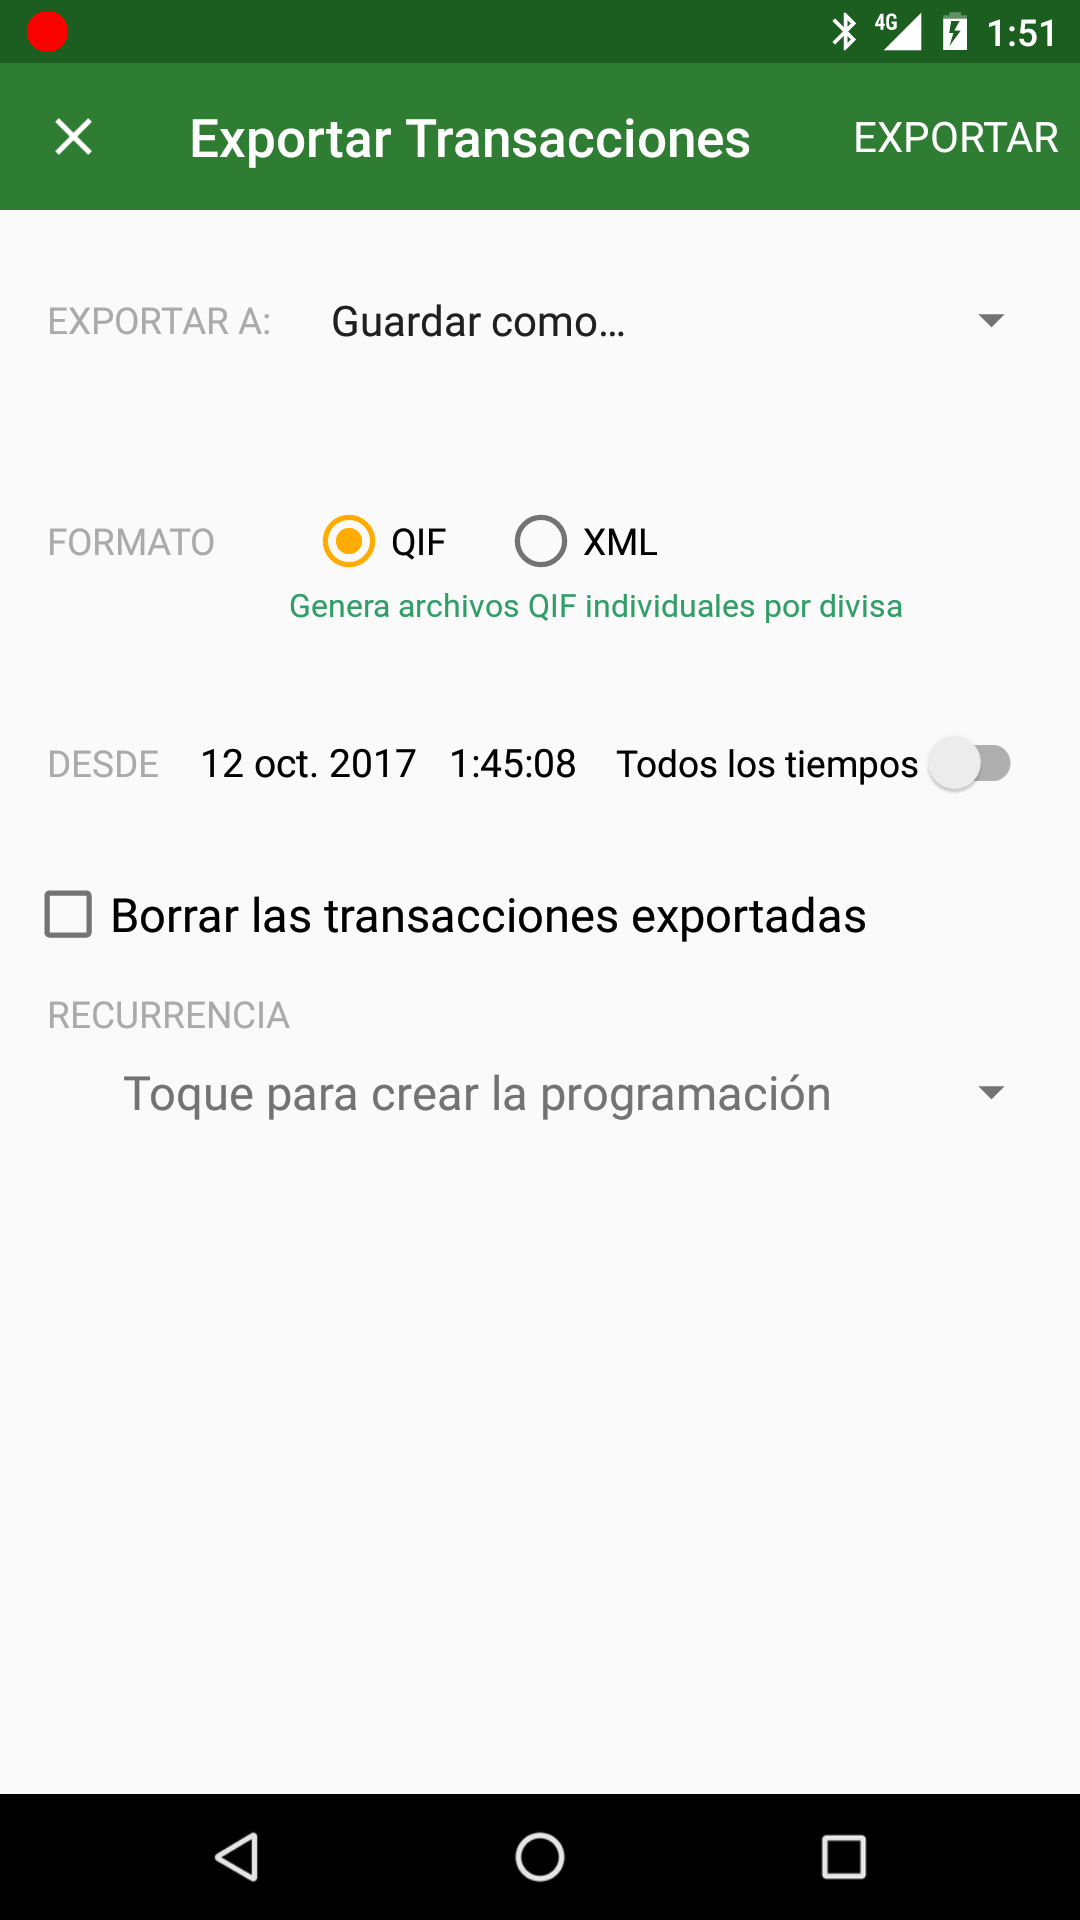 4G 1:51
Exportar Transacciones EXPORTAR
EXPORTAR A: Guardar como...
FORMATO QIF XML
Genera archivos QIF individuales por divisa
DESDE 12 oct. 2017 1:45:08 Todos los tiempos
Borrar las transacciones exportadas
RECURRENCIA
Toque para crear la programación